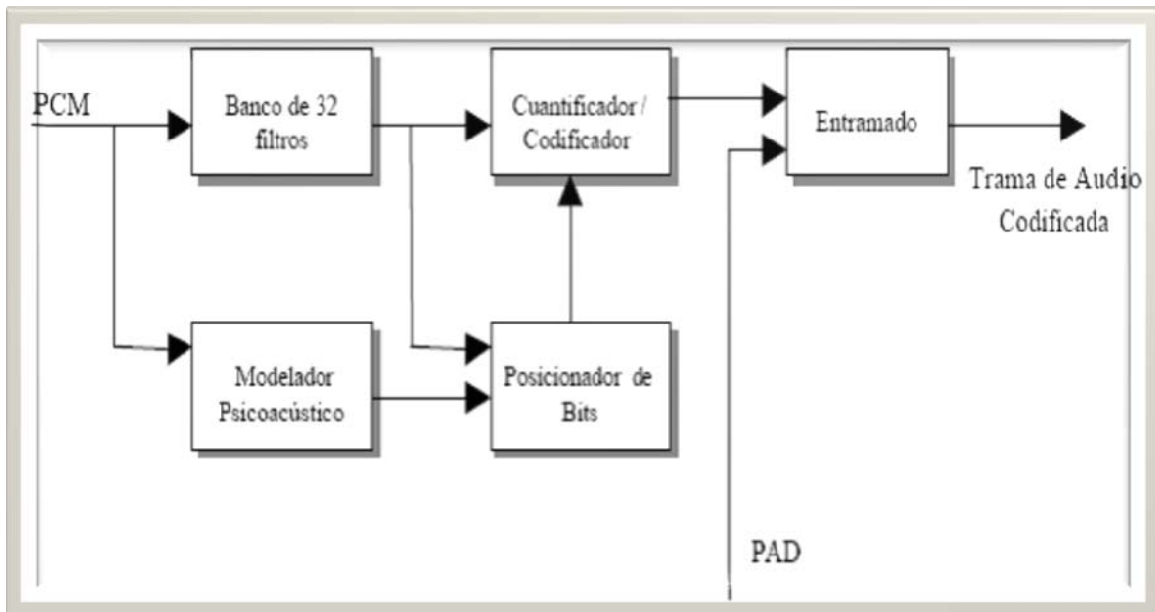 PCM
Banco de 32
filtros
Cuantificador/
Codificador
Entramado
Trama de Audio
Codificada
Modelador
Psicoacústico
Posicionador de
Bits
PAD